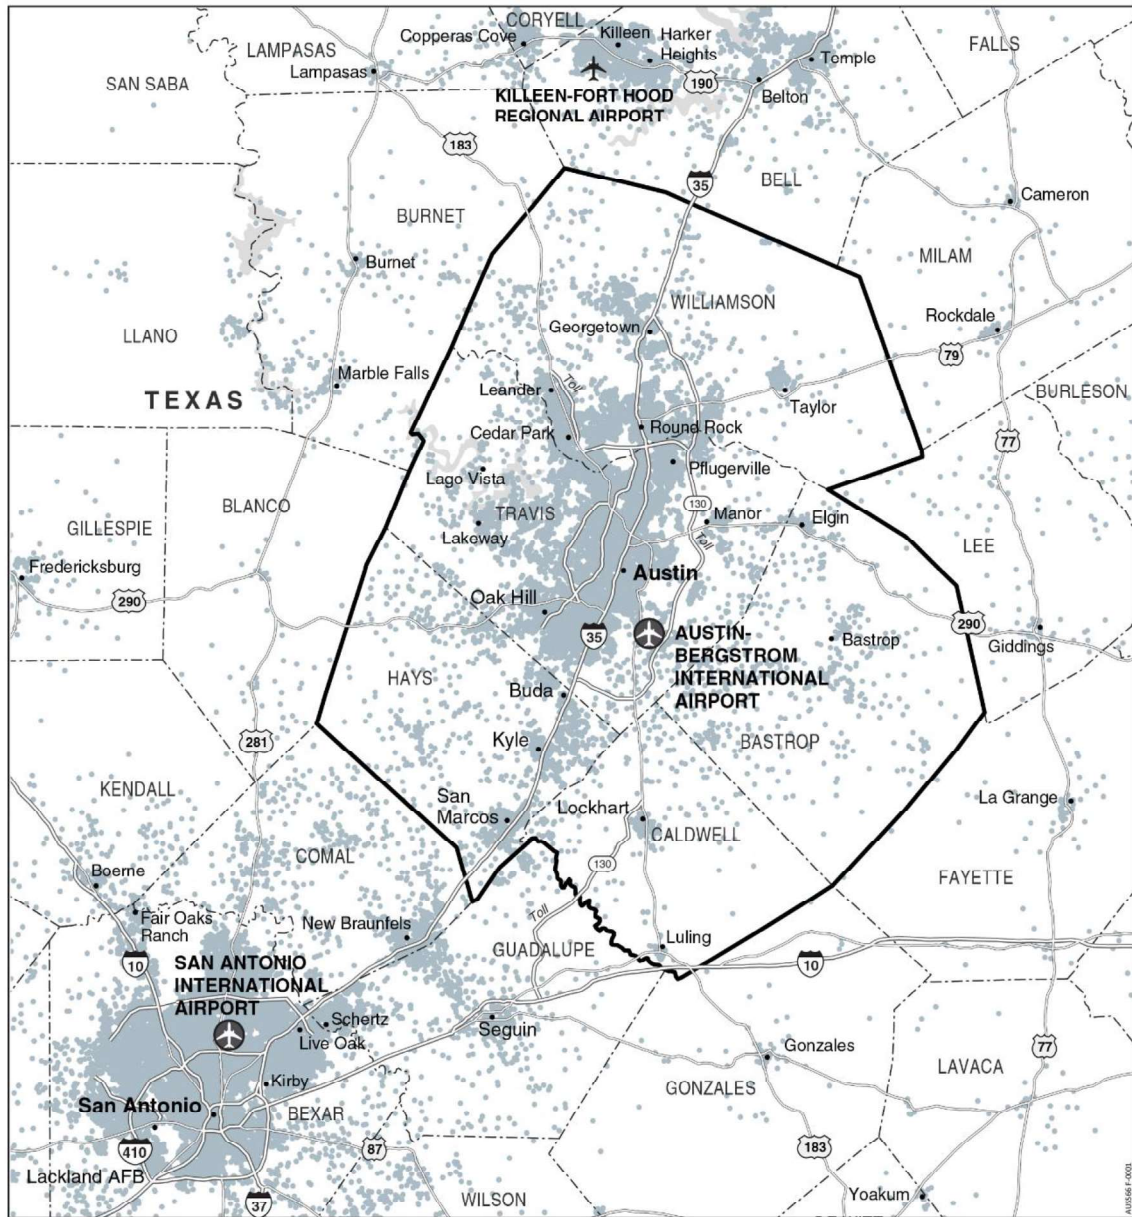 CORYELL
Copperas Cove
Killeen
Harker
Heights
Temple
FALLS
LAMPASAS
Lampasas
SAN SABA
KILLEEN-FORT HOOD
REGIONAL AIRPORT
190
Belton
183
35
BELL
Cameron
BURNET
Burnet
MILAM
WILLIAMSON
Georgetown
Rockdale
LLANO
79
Marble Falls
Leander
Toll
Taylor
BURLESON
TEXAS
Cedar Park
Round Rock
77
Pflugerville
Lago Vista
BLANCO
TRAVIS
130
Manor
Elgin
GILLESPIE
Lakeway
Toll
LEE
Fredericksburg
Austin
290
Oak Hill
35
AUSTIN-
BERGSTROM
INTERNATIONAL
AIRPORT
Bastrop
290
Giddings
HAYS
Buda
281
Kyle
BASTROP
KENDALL
San
Marcos
Lockhart
La Grange
CALDWELL
COMAL
130
Boerne
FAYETTE
Fair Oaks
Ranch
New Braunfels
Toll
GUADALUPE
Luling
10
SAN ANTONIO
INTERNATIONAL
AIRPORT
10
Schertz
Live Oak
Seguin
Gonzales
77
LAVACA
Kirby
GONZALES
San Antonio
BEXAR
410
87
183
Lackland AFB
37
WILSON
Yoakum